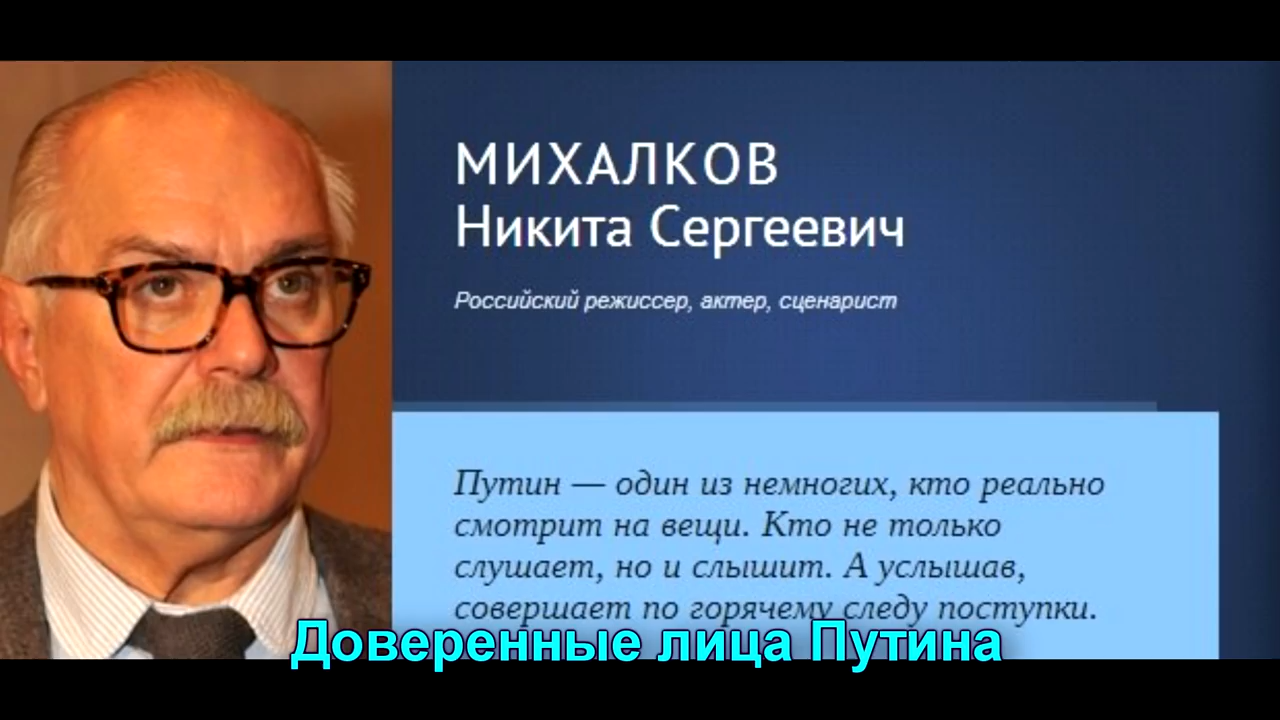 МИХАЛКОВ
Никита Сергеевич
Российский режиссер, актер, сценарист
Путин — один из немногих, кто реально
смотрит на вещи. Кто не только
слушает, но и слышит. А услышав,
совершает по горячему следу поступки.
Доверенные лица Путина